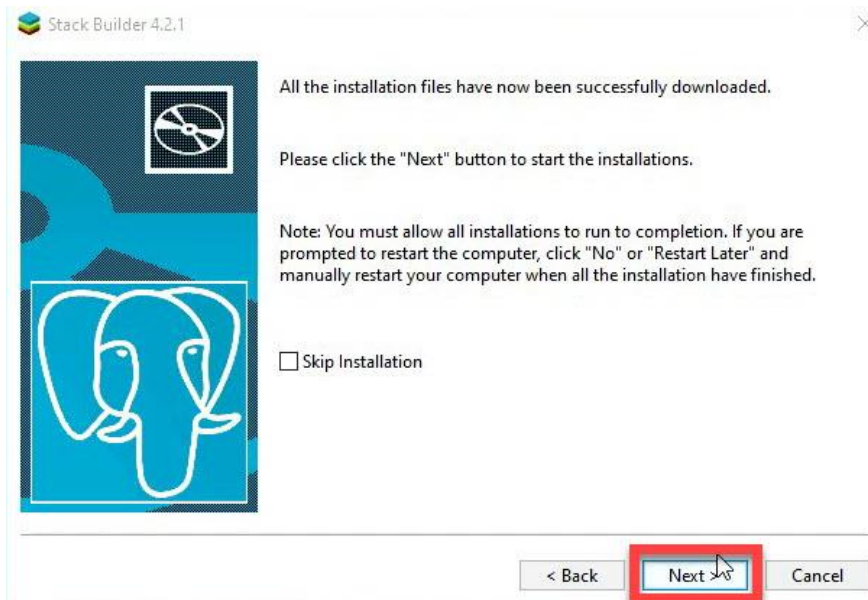 Stack Builder 4.2.1
All the installation files have now been successfully downloaded.
Please click the "Next" button to start the installations.
Note: You must allow all installations to run to completion. If you are
prompted to restart the computer, click "No" or "Restart Later" and
manually restart your computer when all the installation have finished.
Skip Installation
< Back
Next >
Cancel